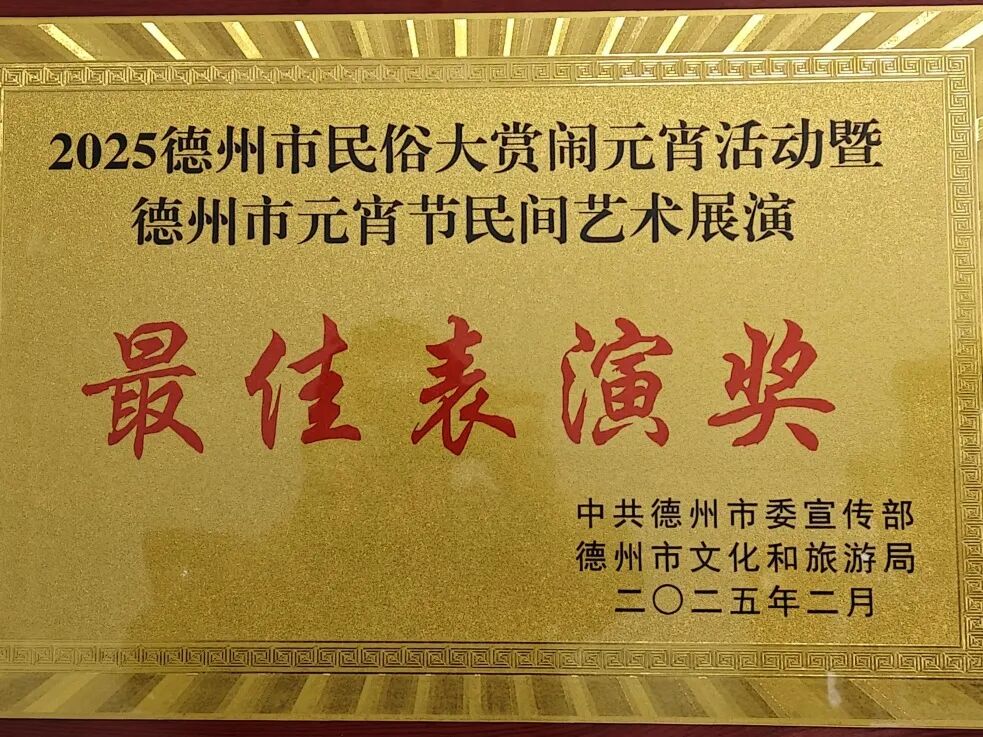 2025德州市民俗大赏闹元宵活动暨
德州市元宵节民间艺术展演
最佳表演奖
中共德州市委宣传部
德州市文化和旅游局
二〇二五年二月